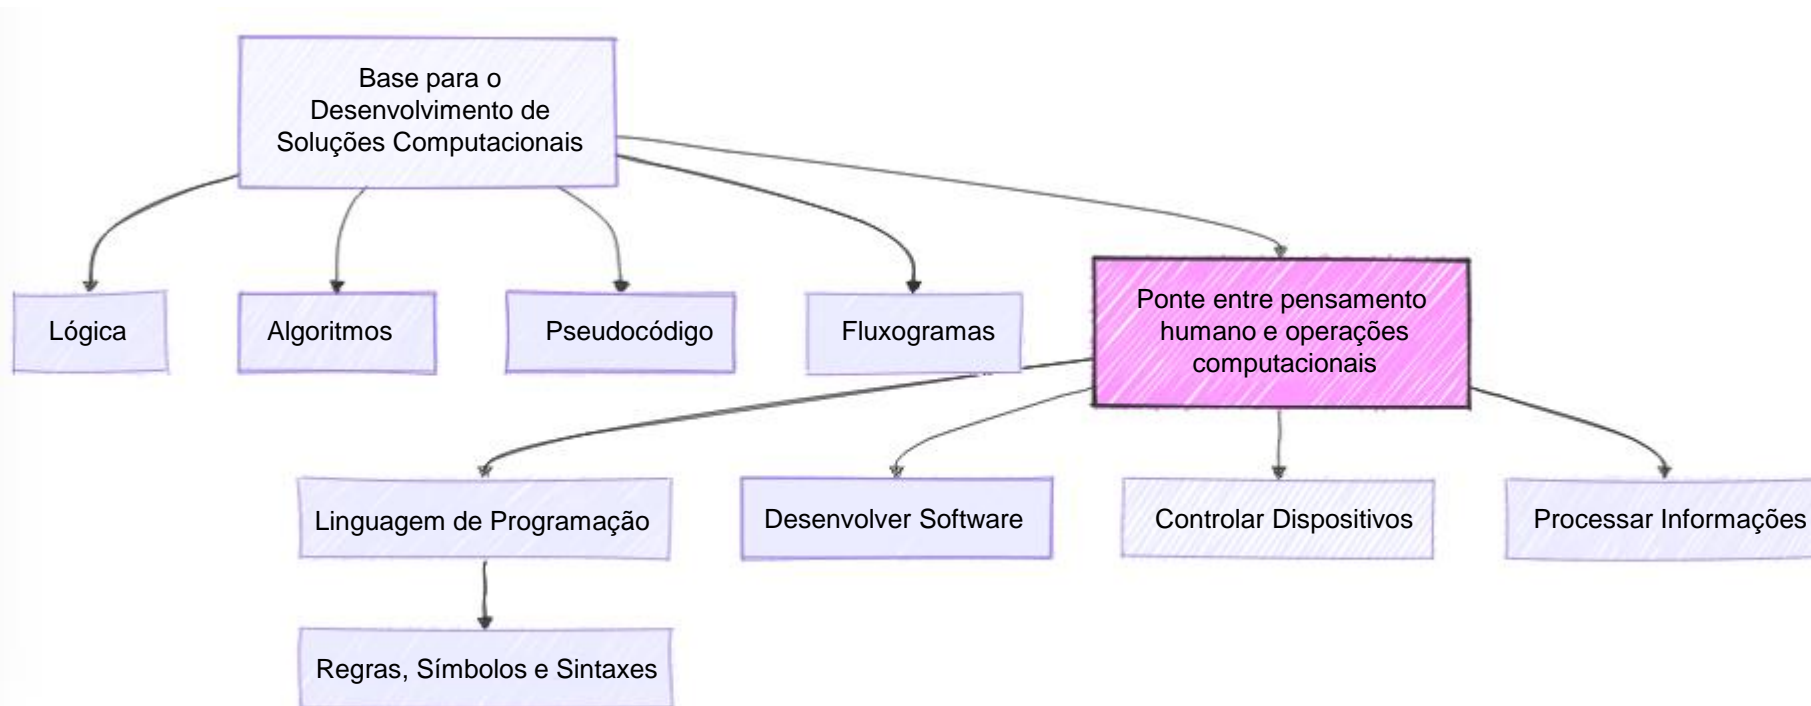 Base para o
Desenvolvimento de
Soluções Computacionais
Lógica
Algoritmos
Pseudocódigo
Fluxogramas
Ponte entre pensamento
humano e operações
computacionais
Linguagem de Programação
Desenvolver Software
Controlar Dispositivos
Processar Informações
Regras, Símbolos e Sintaxes